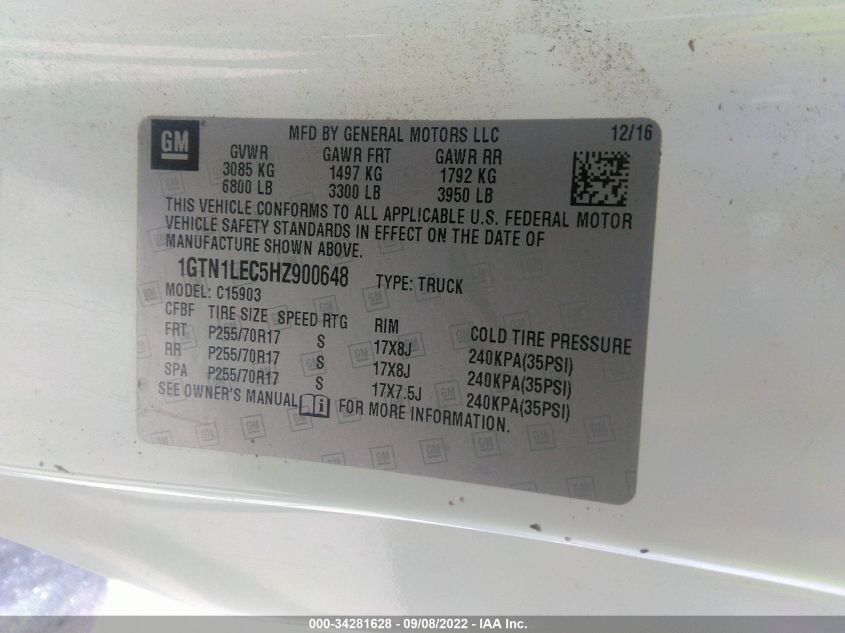 GM MFD BY GENERAL MOTORS LLC 12/16
GVWR GAWR FRT GAWR RR
3085 KG 1497 KG 1792 KG
6800 LB 3300 LB 3950 LB
THIS VEHICLE CONFORMS TO ALL APPLICABLE U.S. FEDERAL MOTOR
VEHICLE SAFETY STANDARDS IN EFFECT ON THE DATE OF
MANUFACTURE SHOWN ABOVE.
1GTN1LEC5HZ900648 TYPE: TRUCK
MODEL: C15903
CFBF TIRE SIZE SPEED RTG RIM COLD TIRE PRESSURE
FRT P255/70R17 S 17X8J 240KPA(35PSI)
RR P255/70R17 S 17X8J 240KPA(35PSI)
SPA P255/70R17 S 17X7.5J 240KPA(35PSI)
SEE OWNER'S MANUAL i FOR MORE INFORMATION.
000-34281628 - 09/08/2022 - IAA Inc.